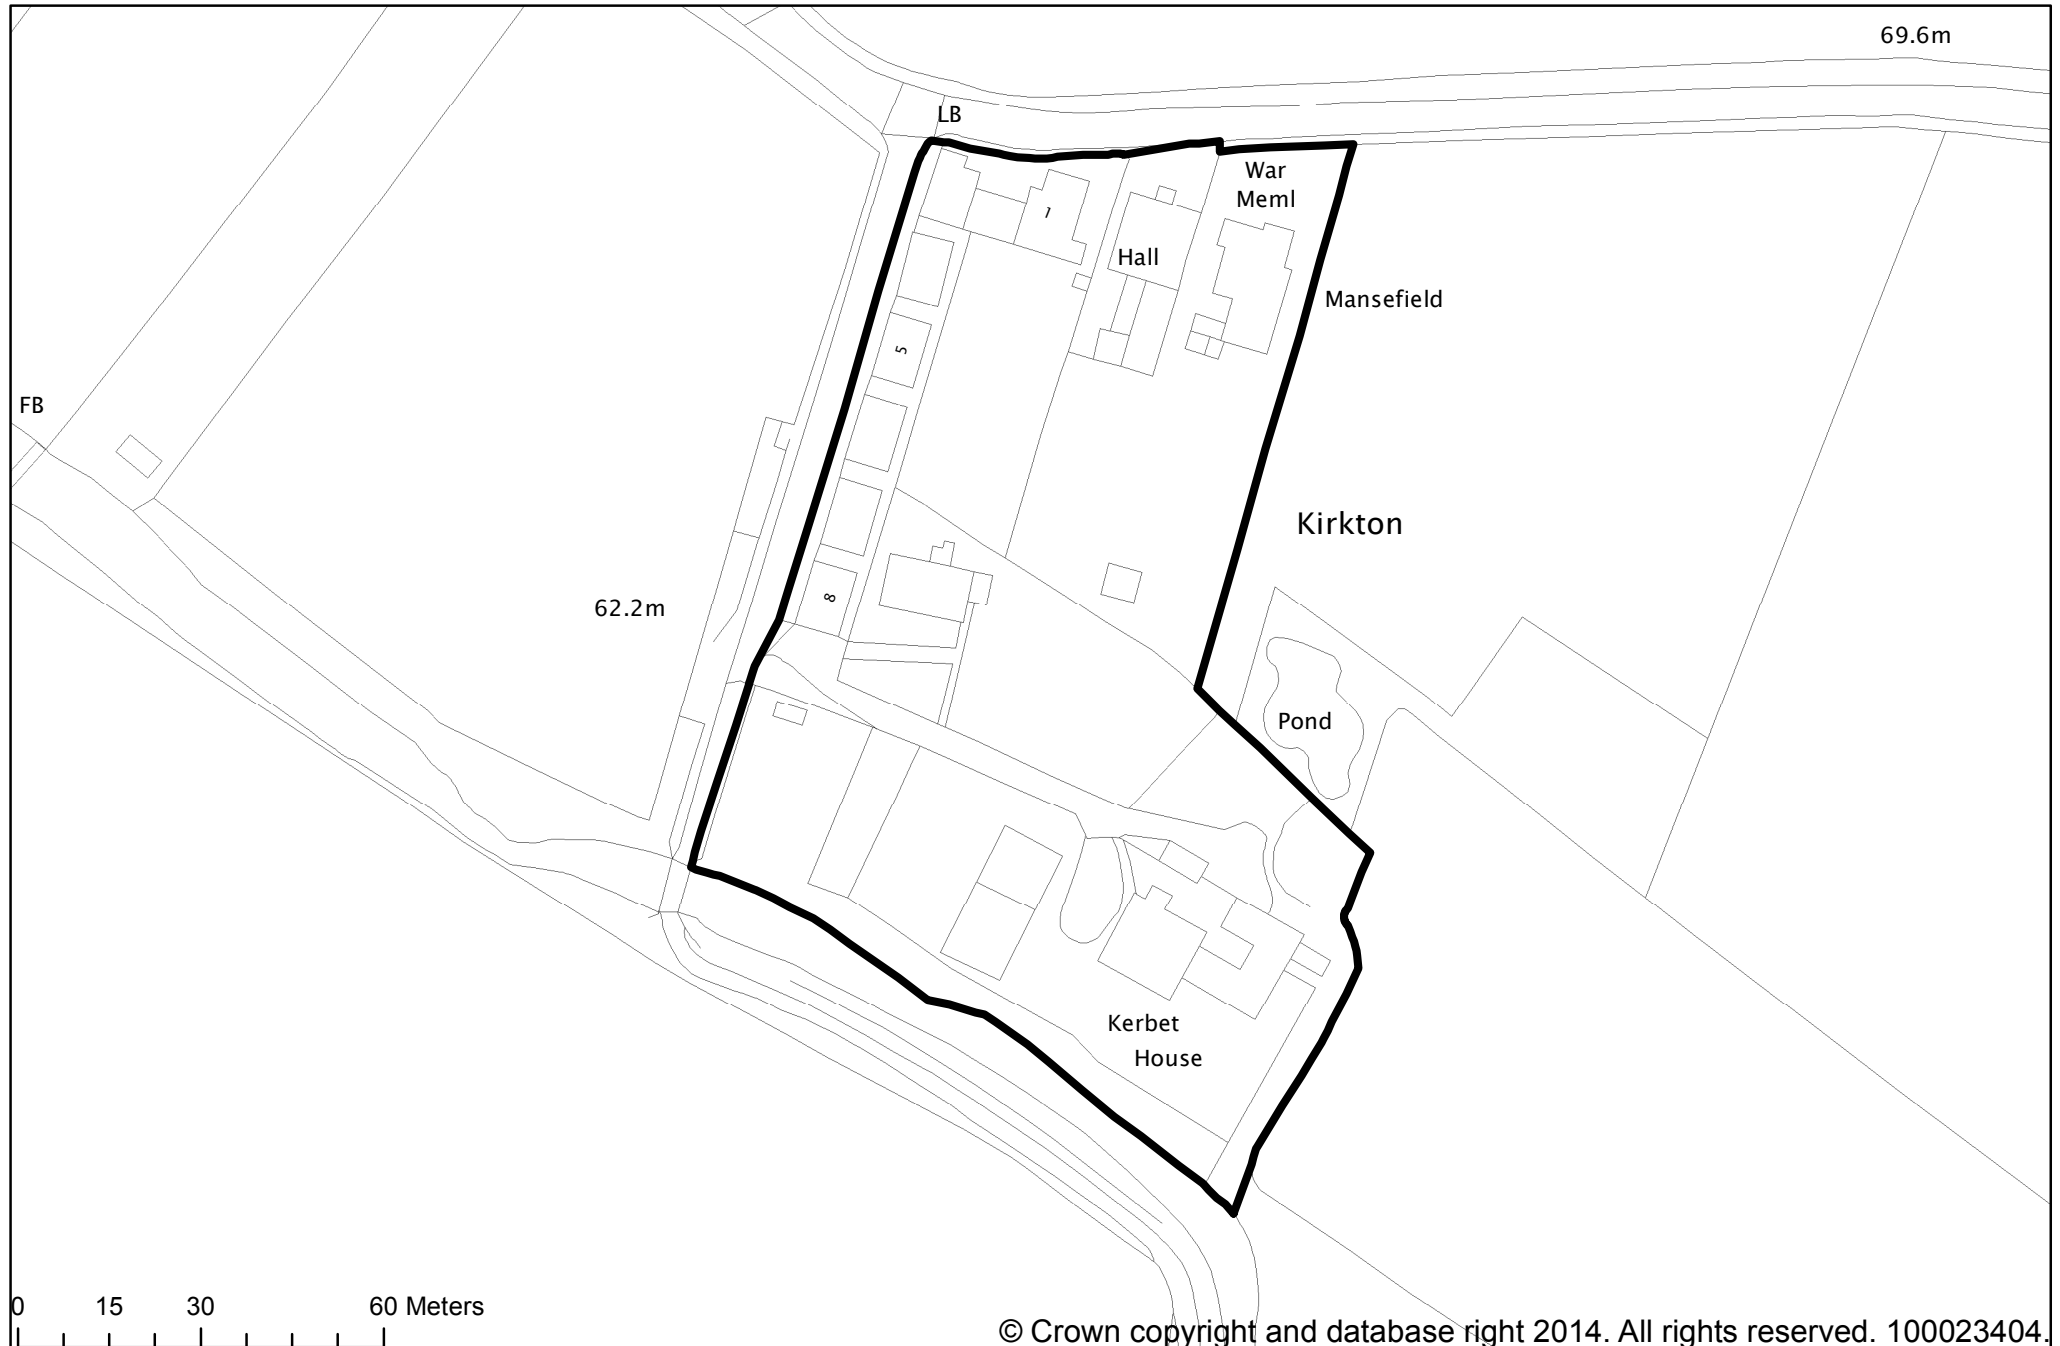 69.6m
LB
War
Meml
1
Hall
Mansefield
5
FB
Kirkton
8
62.2m
Pond
Kerbet
House
0 15 30 60 Meters
© Crown copyright and database right 2014. All rights reserved. 100023404.